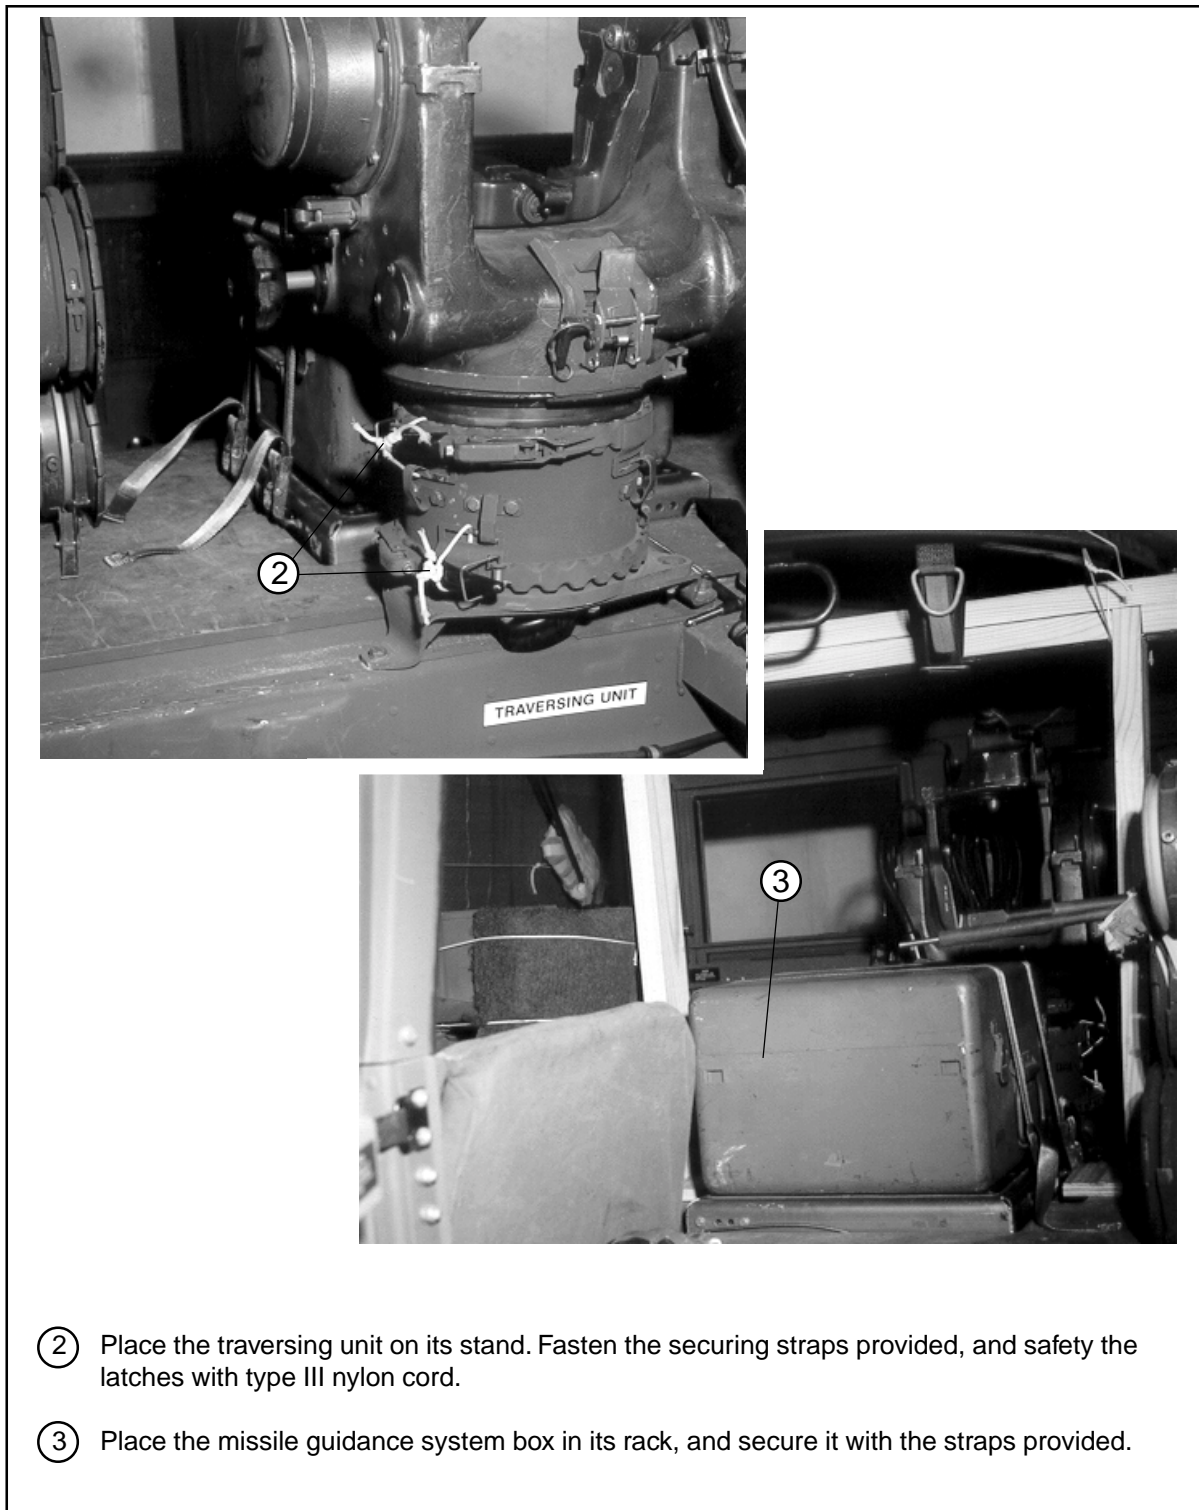 2
TRAVERSING UNIT
3
2 Place the traversing unit on its stand. Fasten the securing straps provided, and safety the
latches with type III nylon cord.
3 Place the missile guidance system box in its rack, and secure it with the straps provided.